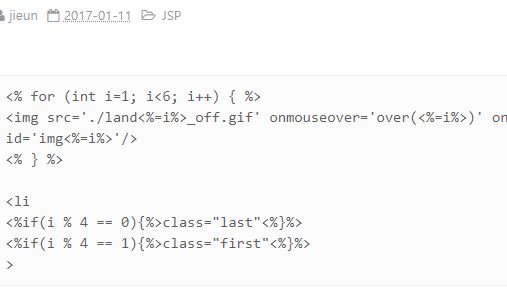 jieun 2017-01-11 JSP
<% for (int i=1; i<6; i++) { %>
<img src='./land<%=i%>_off.gif' onmouseover='over(<%=i%>)' on
id='img<%=i%>'/>
<% } %>
<li
<%if(i % 4 == 0){%>class="last"<%}%>
<%if(i % 4 == 1){%>class="first"<%}%>
>